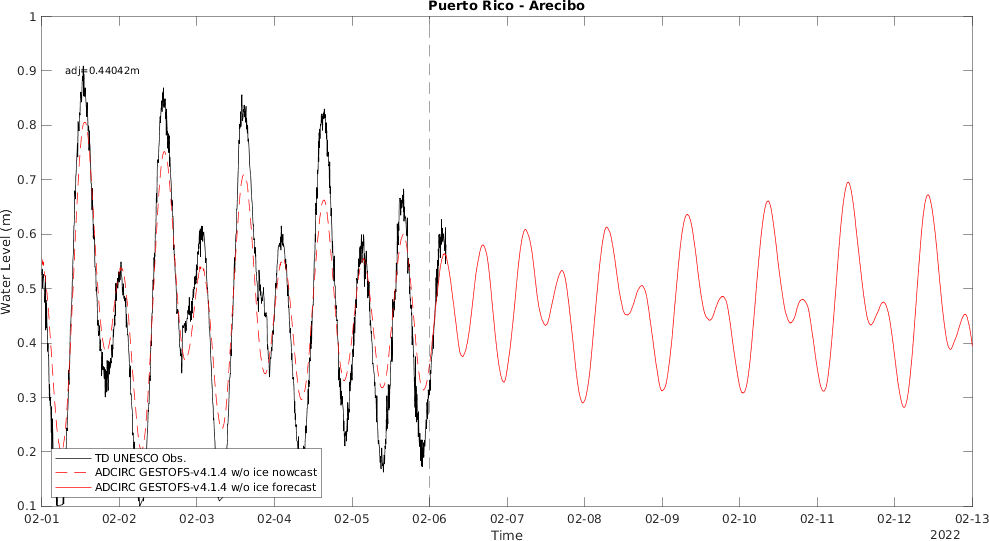 Puerto Rico - Arecibo
1
0.9
0.8
0.7
0.6
0.5
0.4
0.3
0.2
0.1
Water Level (m)
adj=0.44042m
TD UNESCO Obs.
ADCIRC GESTOFS-v4.1.4 w/o ice nowcast
ADCIRC GESTOFS-v4.1.4 w/o ice forecast
02-01 02-02 02-03 02-04 02-05 02-06 02-07 02-08 02-09 02-10 02-11 02-12 02-13
Time
2022